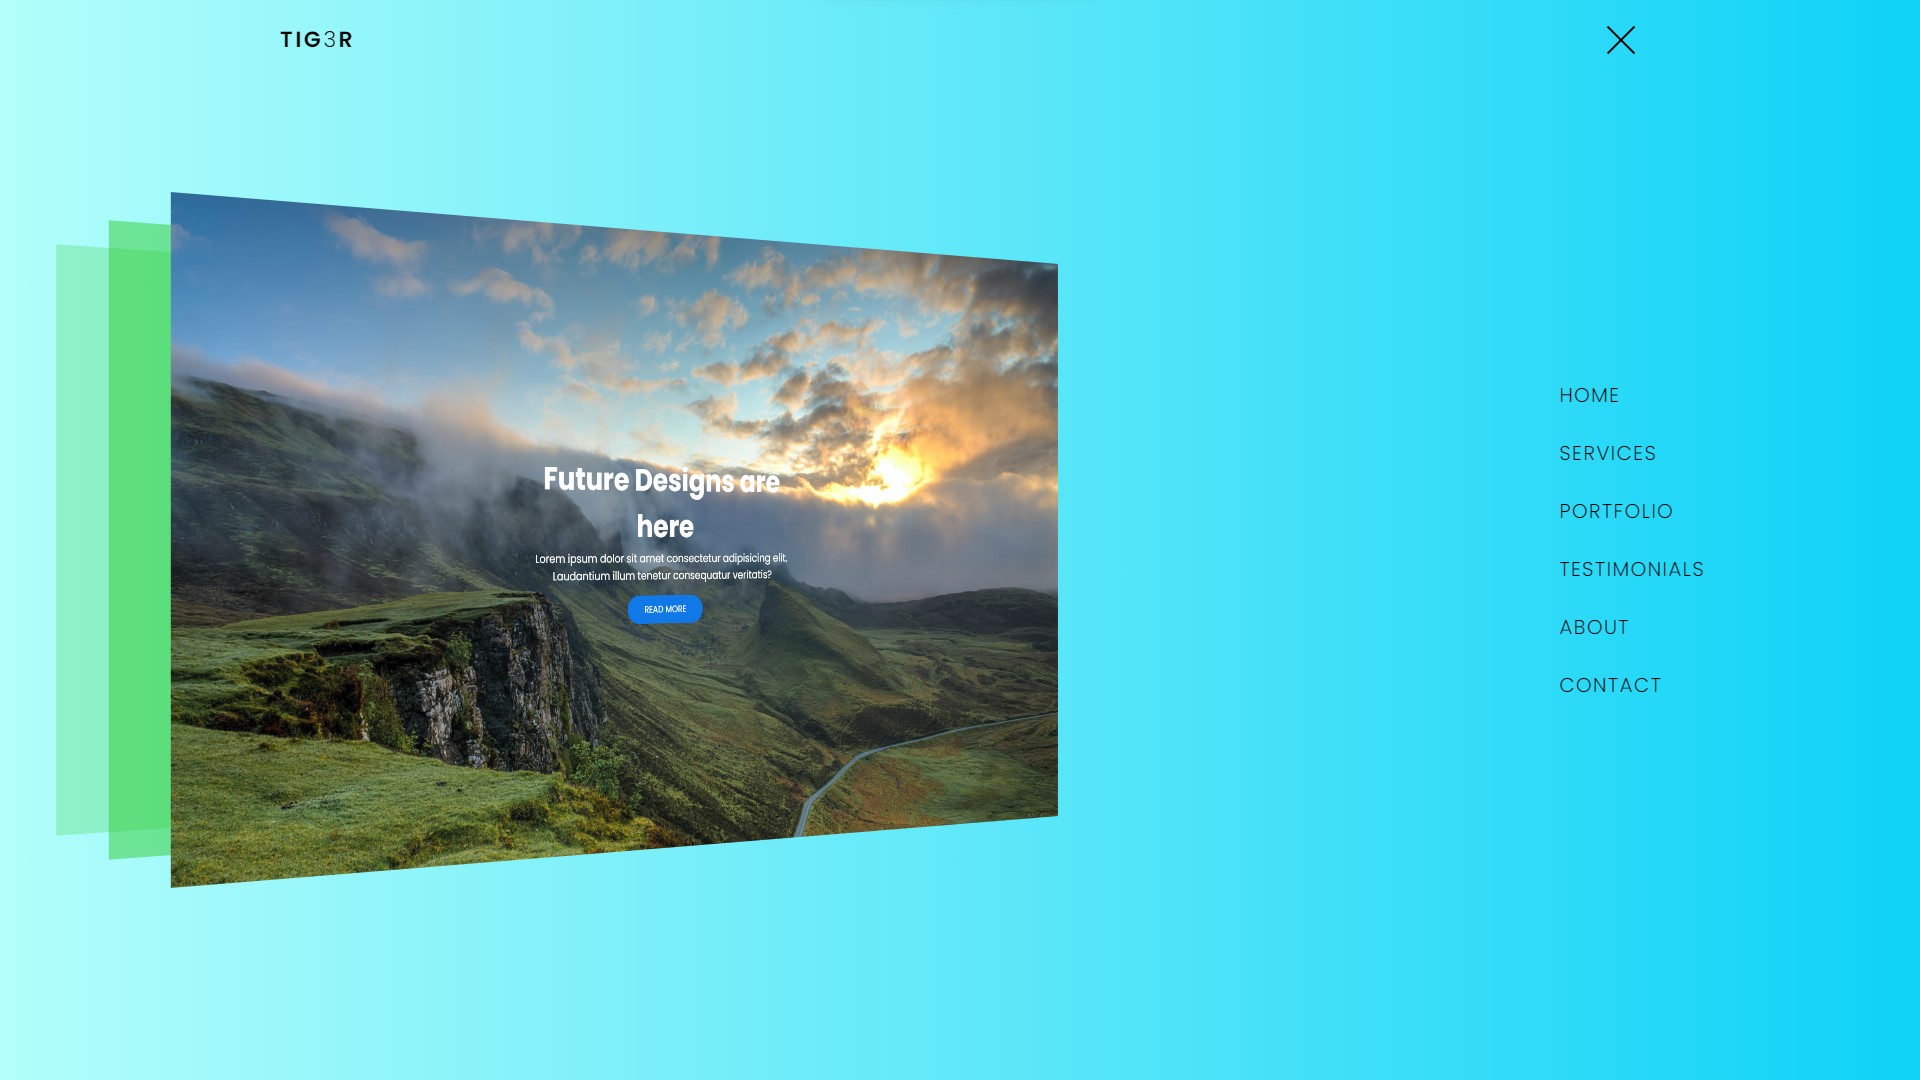 TIG3R
Future Designs are
here
Lorem ipsum dolor sit amet consectetur adipisicing elit.
Laudantium illum tenetur consequatur veritatis?
READ MORE
HOME
SERVICES
PORTFOLIO
TESTIMONIALS
ABOUT
CONTACT